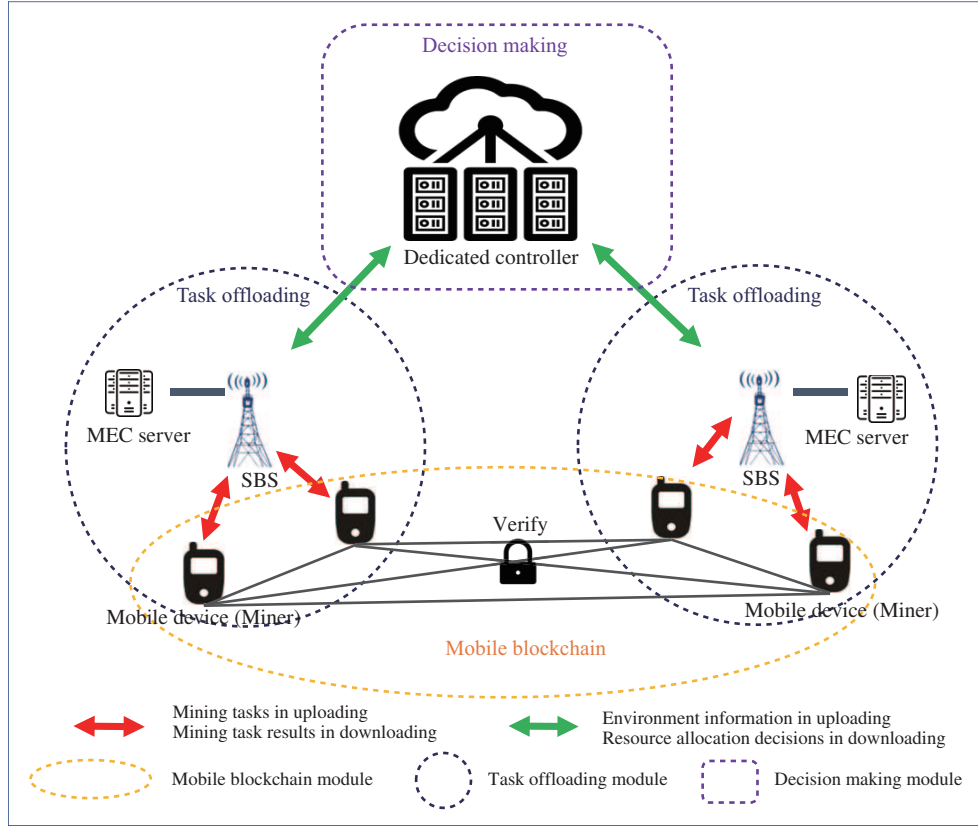 Decision making
Dedicated controller
Task offloading
Task offloading
MEC server
MEC server
SBS
SBS
Verify
Mobile device (Miner)
Mobile device (Miner)
Mobile blockchain
Mining tasks in uploading
Mining task results in downloading
Environment information in uploading
Resource allocation decisions in downloading
Mobile blockchain module
Task offloading module
Decision making module